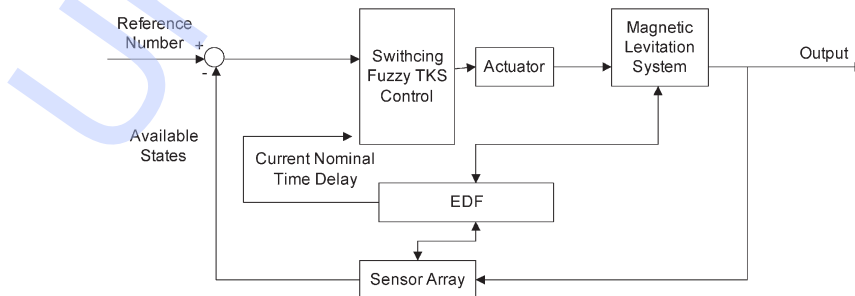 Reference
Number
+
-
Swithcing
Fuzzy TKS
Control
Actuator
Magnetic
Levitation
System
Output
Available
States
Current Nominal
Time Delay
EDF
Sensor Array